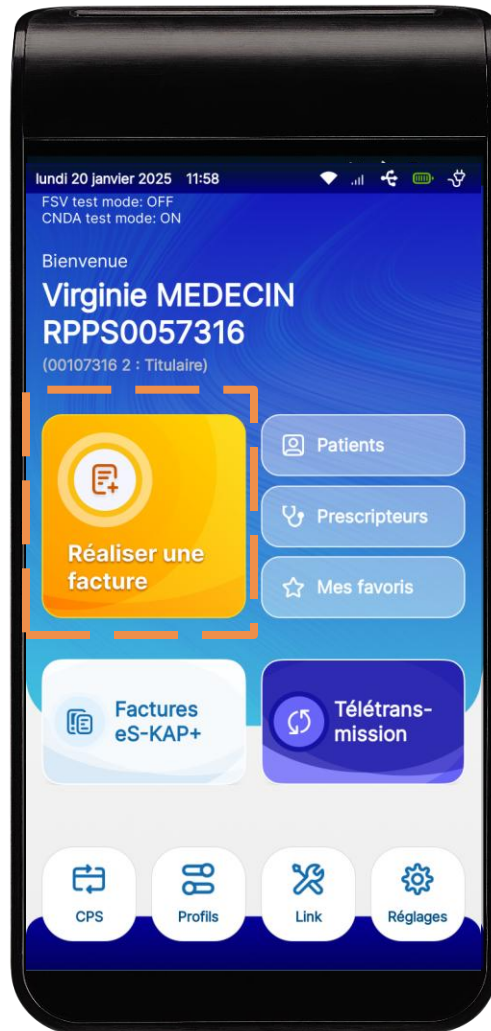 lundi 20 janvier 2025 11:58
FSV test mode: OFF
CNDA test mode: ON
Bienvenue
Virginie MEDECIN
RPPS0057316
(00107316 2 : Titulaire)
Réaliser une
facture
Patients
Prescripteurs
Mes favoris
Factures
eS-KAP+
Télétrans-
mission
CPS
Profils
Link
Réglages